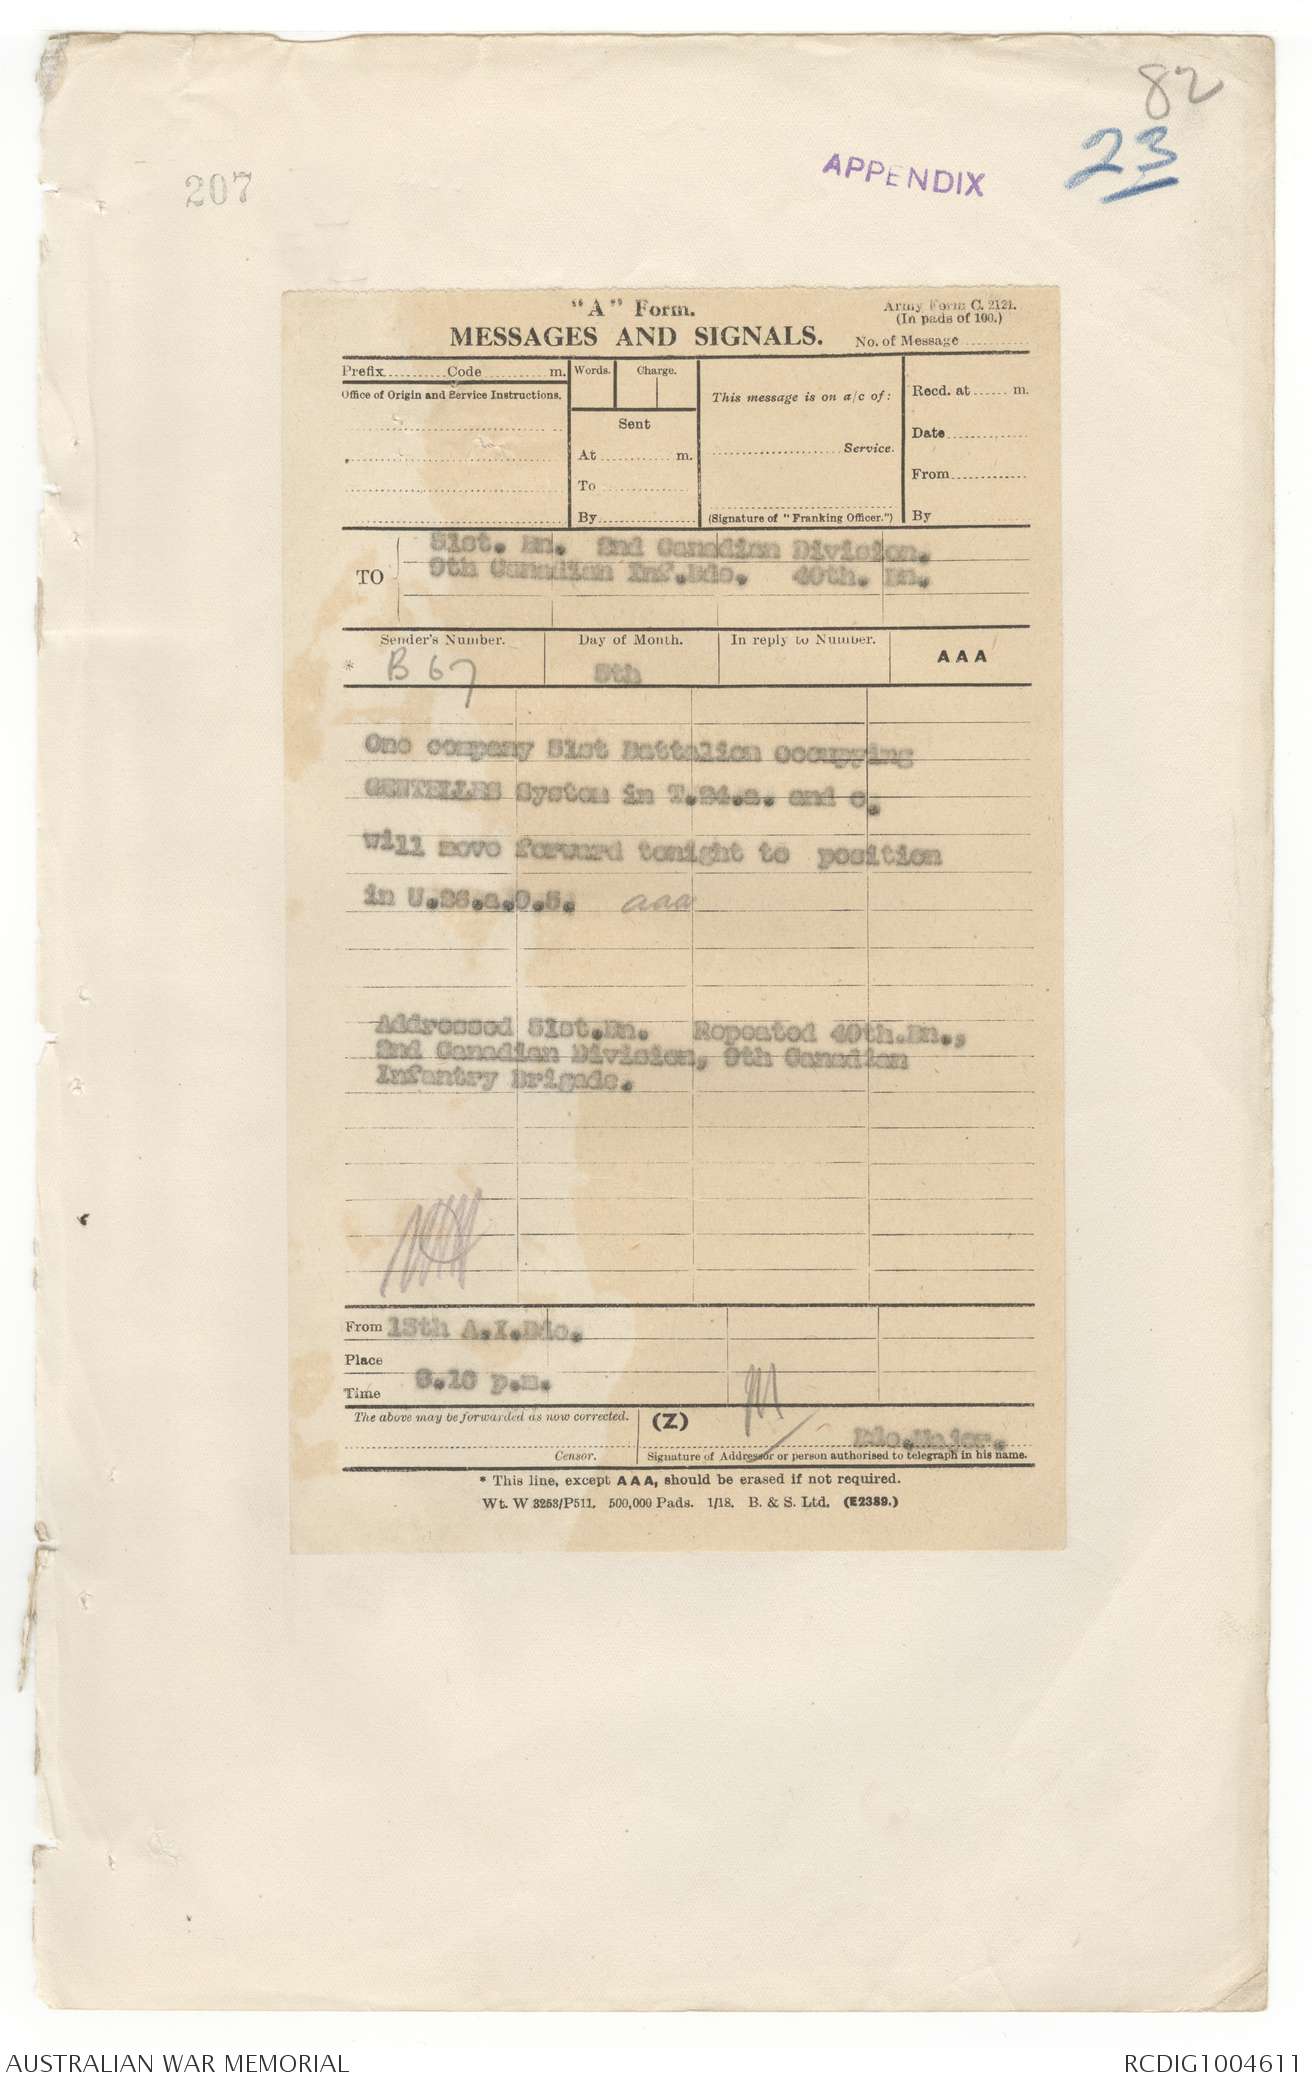 82
23
APPENDIX
207
"A" Form.
Army Form C. 2121.
(In pads of 100.)
MESSAGES AND SIGNALS.
No. of Message
Prefix Code m.
Words. Charge.
Office of Origin and Service Instructions.
Sent
At m.
To
By
This message is on a/c of:
Service.
(Signature of "Franking Officer.")
Recd. at m.
Date
From
By
TO
51st. Bn. 2nd Canadian Division.
9th Canadian Inf.Bde. 49th. Bn.
Sender's Number. Day of Month. In reply to Number. AAA
* B 67 5th
One company 51st Battalion occupying
GENTELLES System in T.24.a. and c.
will move forward tonight to position
in U.26.a.0.5. aaa
Addressed 51st.Bn. Repeated 49th.Bn.,
2nd Canadian Division, 9th Canadian
Infantry Brigade.
From 13th A.I.Bde.
Place
Time p.m.
The above may be forwarded as now corrected. (Z)
Bde.Major.
Censor. Signature of Addressor or person authorised to telegraph in his name.
* This line, except AAA, should be erased if not required.
Wt. W 3253/P511. 500,000 Pads. 1/18. B. & S. Ltd. (E2389.)
AUSTRALIAN WAR MEMORIAL
RCDIG1004611